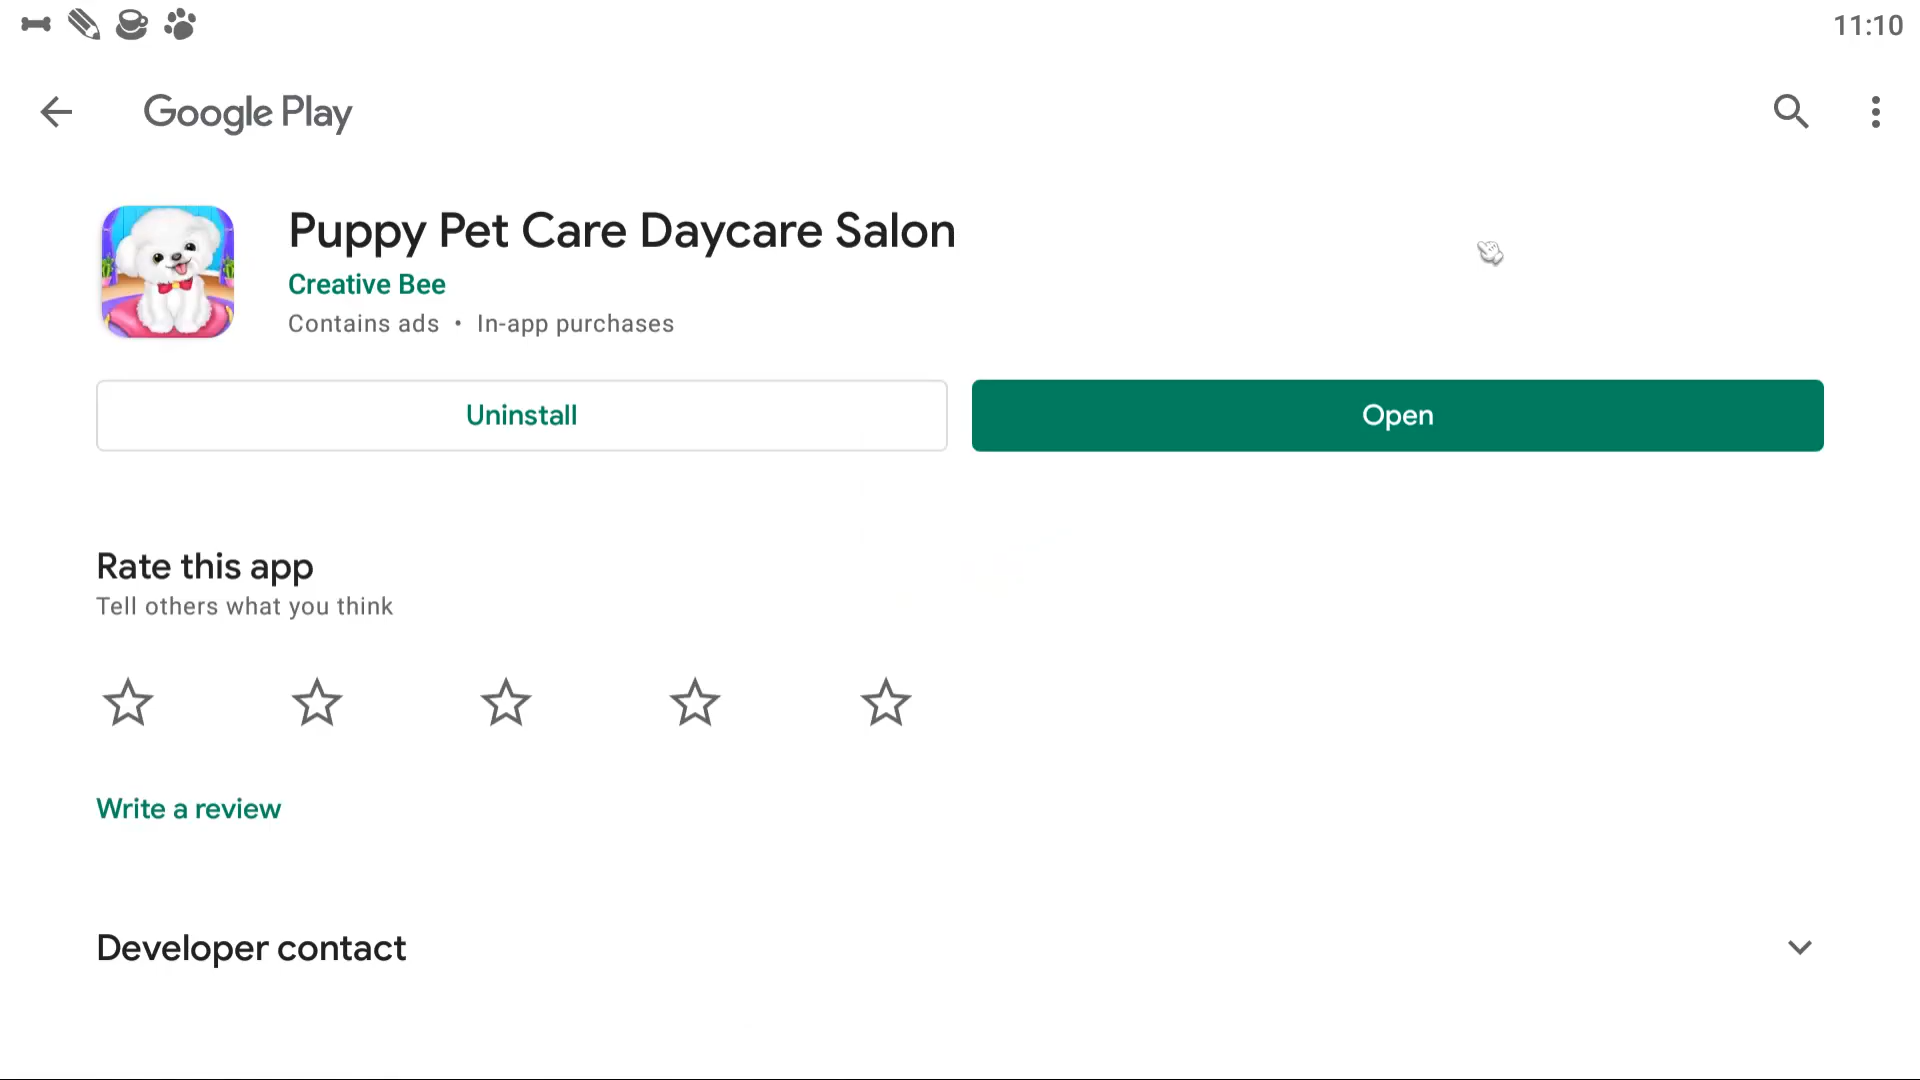 11:10
Google Play
Puppy Pet Care Daycare Salon
Creative Bee
Contains ads • In-app purchases
Uninstall
Open
Rate this app
Tell others what you think
Write a review
Developer contact